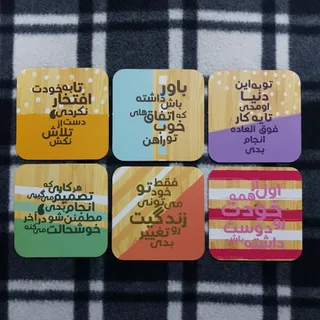 تا به خودت
افتخار
نکردی
دست از
تلاش
نکش
باور
داشته
باش
که اتفاق های
خوب
تو راهن
تو به این
دنیا
اومدی
تا یه کار
فوق العاده
انجام
بدی
هر کاری که
تصمیم می گیری
انجام بدی
مطمئن شو در آخر
خوشحالت می کنه
فقط تو
خود
می تونی
زندگیت
رو تغییر
بدی
اول از
همه
خودت
رو دوست
داشته باش